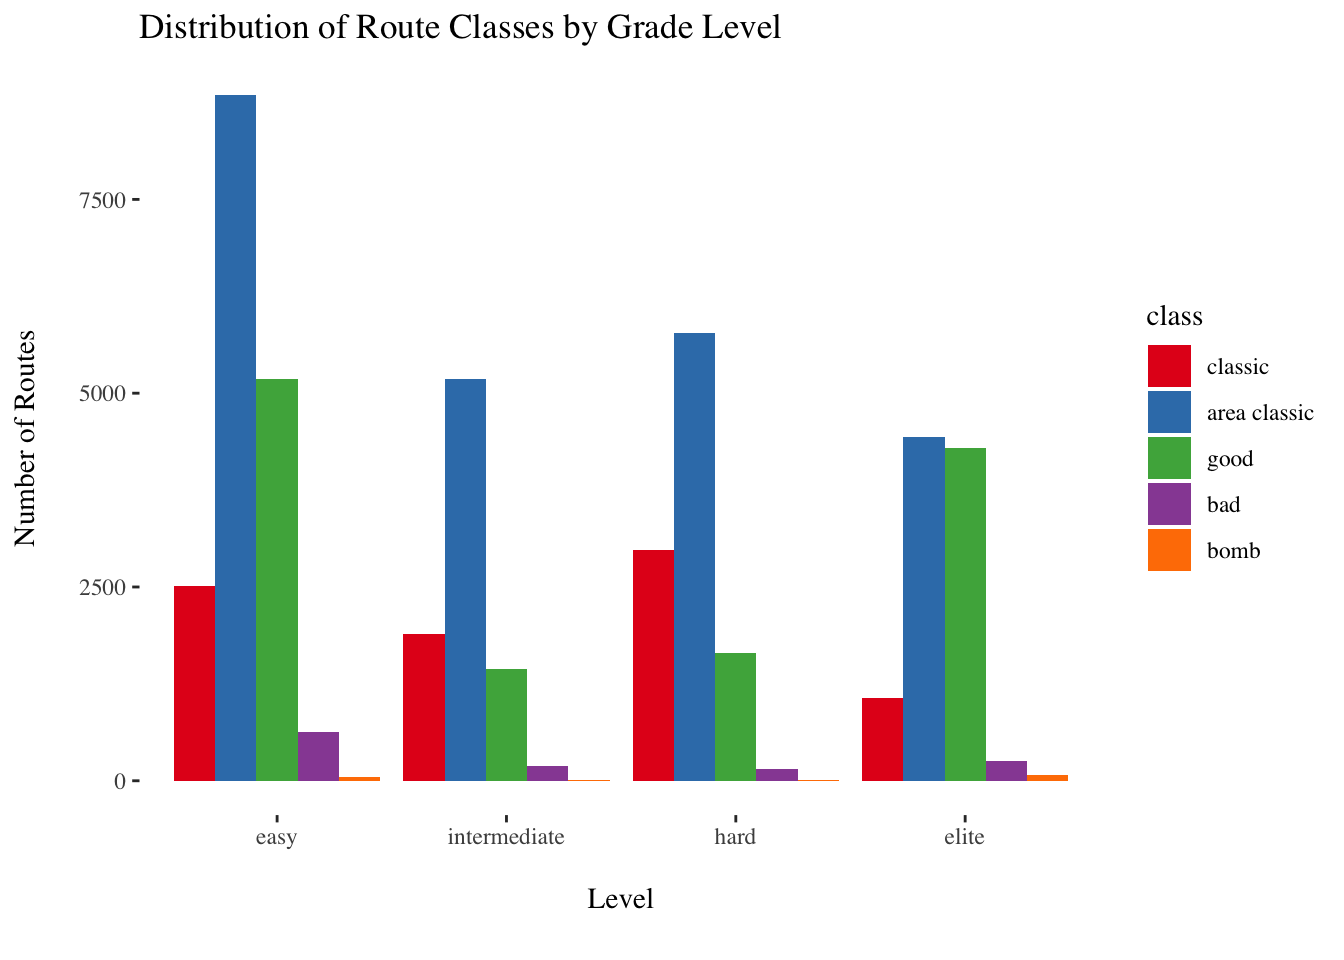 Distribution of Route Classes by Grade Level
Number of Routes
7500
5000
2500
0
easy
intermediate
hard
elite
Level
class
classic
area classic
good
bad
bomb